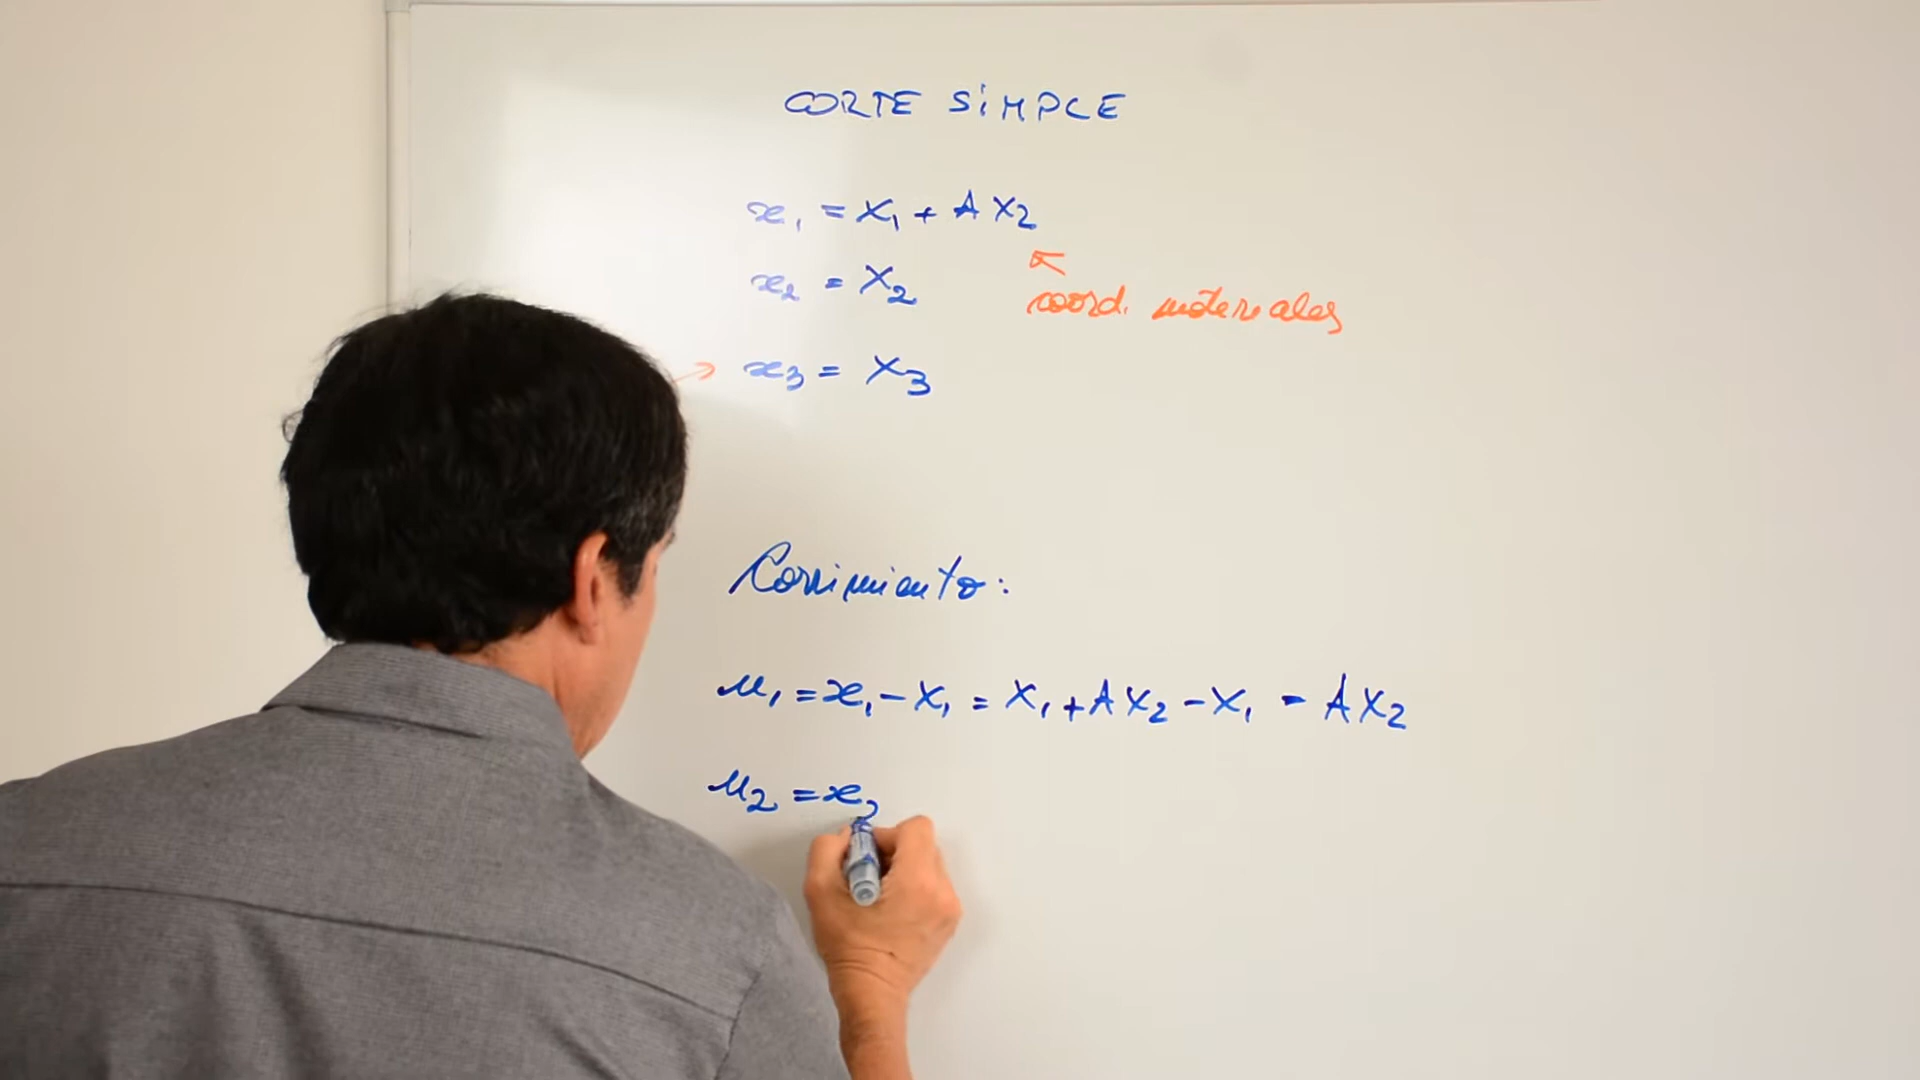 CORTE SIMPLE
x₁ = X₁ + A X₂
x₂ = X₂
coord. materiales
x₃ = X₃
Corrimiento:
u₁ = x₁ - X₁ = X₁ + A X₂ - X₁ = A X₂
u₂ = x₂